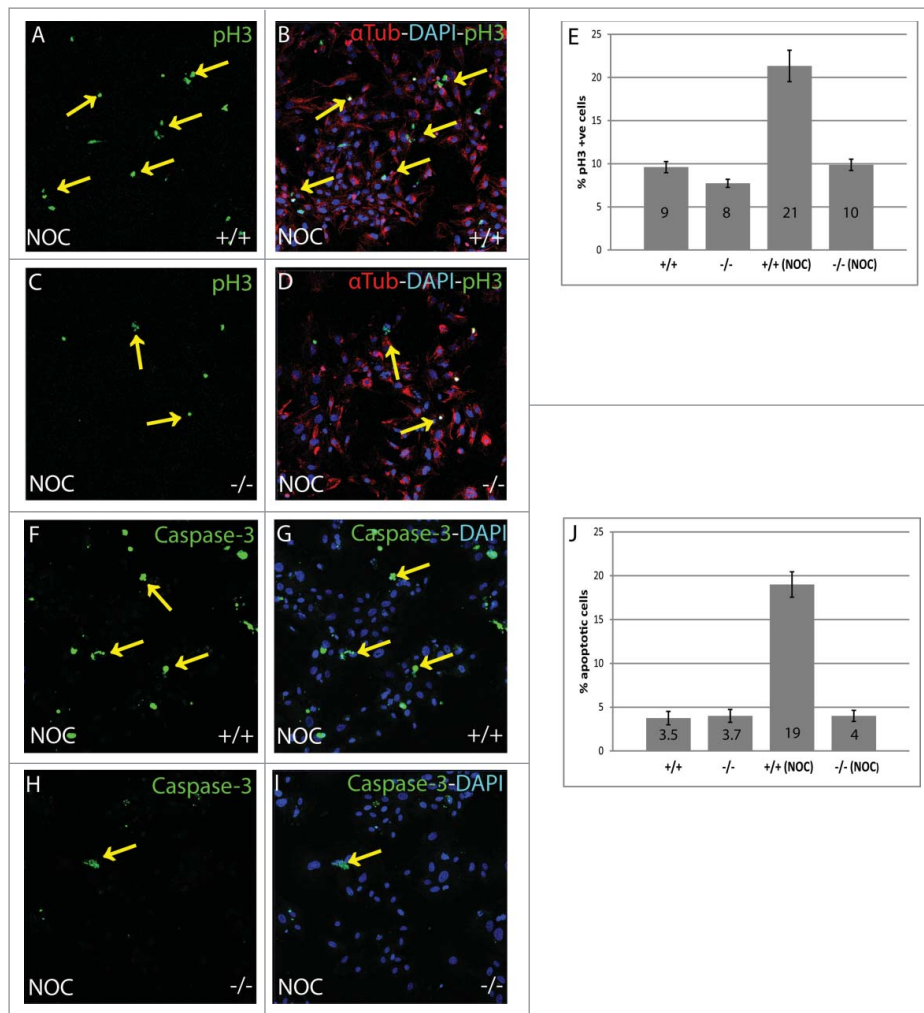 A pH3
NOC +/+
B αTub-DAPI-pH3
NOC +/+
C pH3
NOC -/-
D αTub-DAPI-pH3
NOC -/-
E
% pH3 +ve cells
25
20
15
10
5
0
9 8 21 10
+/+ -/- +/+ (NOC) -/- (NOC)
F Caspase-3
NOC +/+
G Caspase-3-DAPI
NOC +/+
H Caspase-3
NOC -/-
I Caspase-3-DAPI
NOC -/-
J
% apoptotic cells
25
20
15
10
5
0
3.5 3.7 19 4
+/+ -/- +/+ (NOC) -/- (NOC)